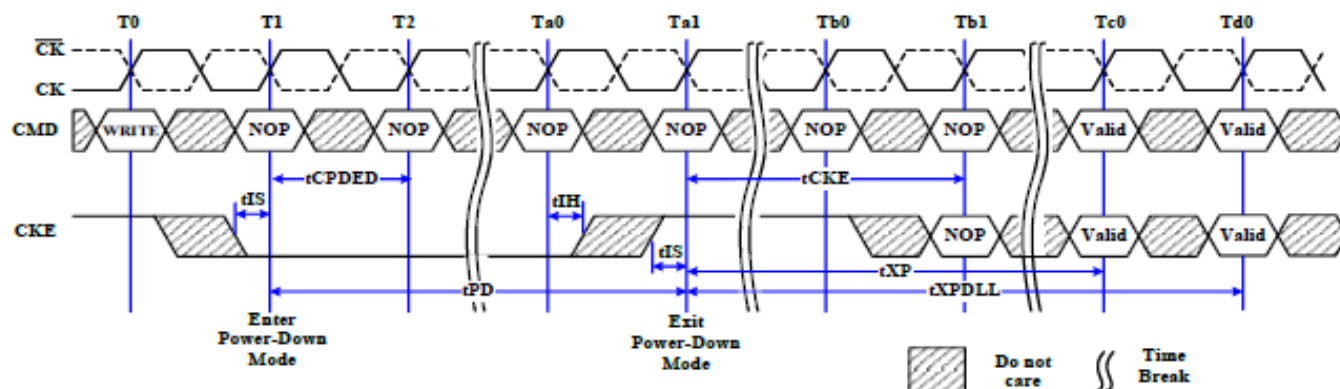 T0 T1 T2 Ta0 Ta1 Tb0 Tb1 Tc0 Td0
CK
CK
CMD WRITE NOP NOP NOP NOP NOP NOP Valid Valid
tCPDED tCKE
tIS tIH
CKE NOP Valid Valid
tIS
tXP
tPD tXPDLL
Enter
Power-Down
Mode
Exit
Power-Down
Mode
Do not
care
Time
Break